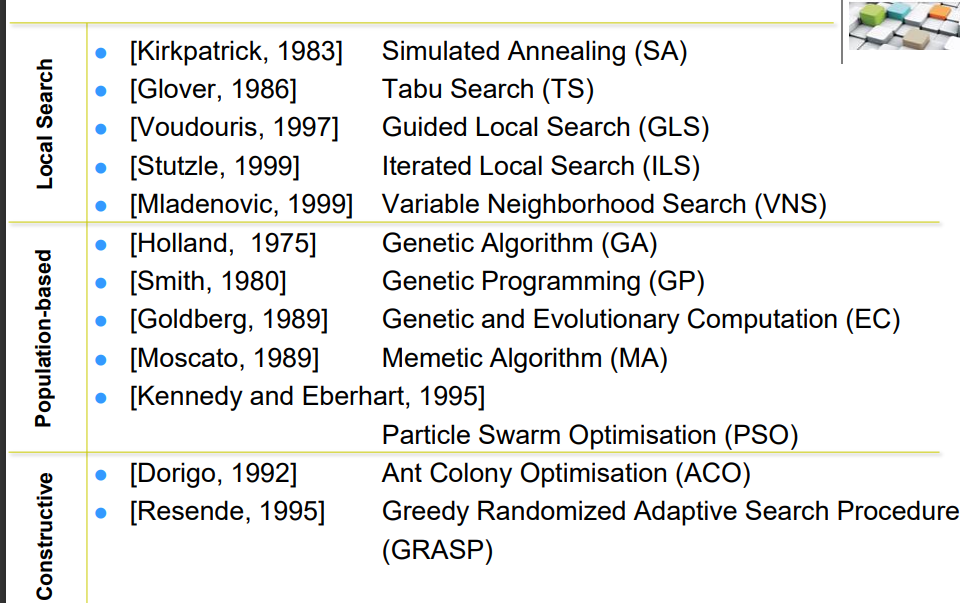 Local Search
[Kirkpatrick, 1983] Simulated Annealing (SA)
[Glover, 1986] Tabu Search (TS)
[Voudouris, 1997] Guided Local Search (GLS)
[Stutzle, 1999] Iterated Local Search (ILS)
[Mladenovic, 1999] Variable Neighborhood Search (VNS)
Population-based
[Holland, 1975] Genetic Algorithm (GA)
[Smith, 1980] Genetic Programming (GP)
[Goldberg, 1989] Genetic and Evolutionary Computation (EC)
[Moscato, 1989] Memetic Algorithm (MA)
[Kennedy and Eberhart, 1995]
Particle Swarm Optimisation (PSO)
Constructive
[Dorigo, 1992] Ant Colony Optimisation (ACO)
[Resende, 1995] Greedy Randomized Adaptive Search Procedure
(GRASP)